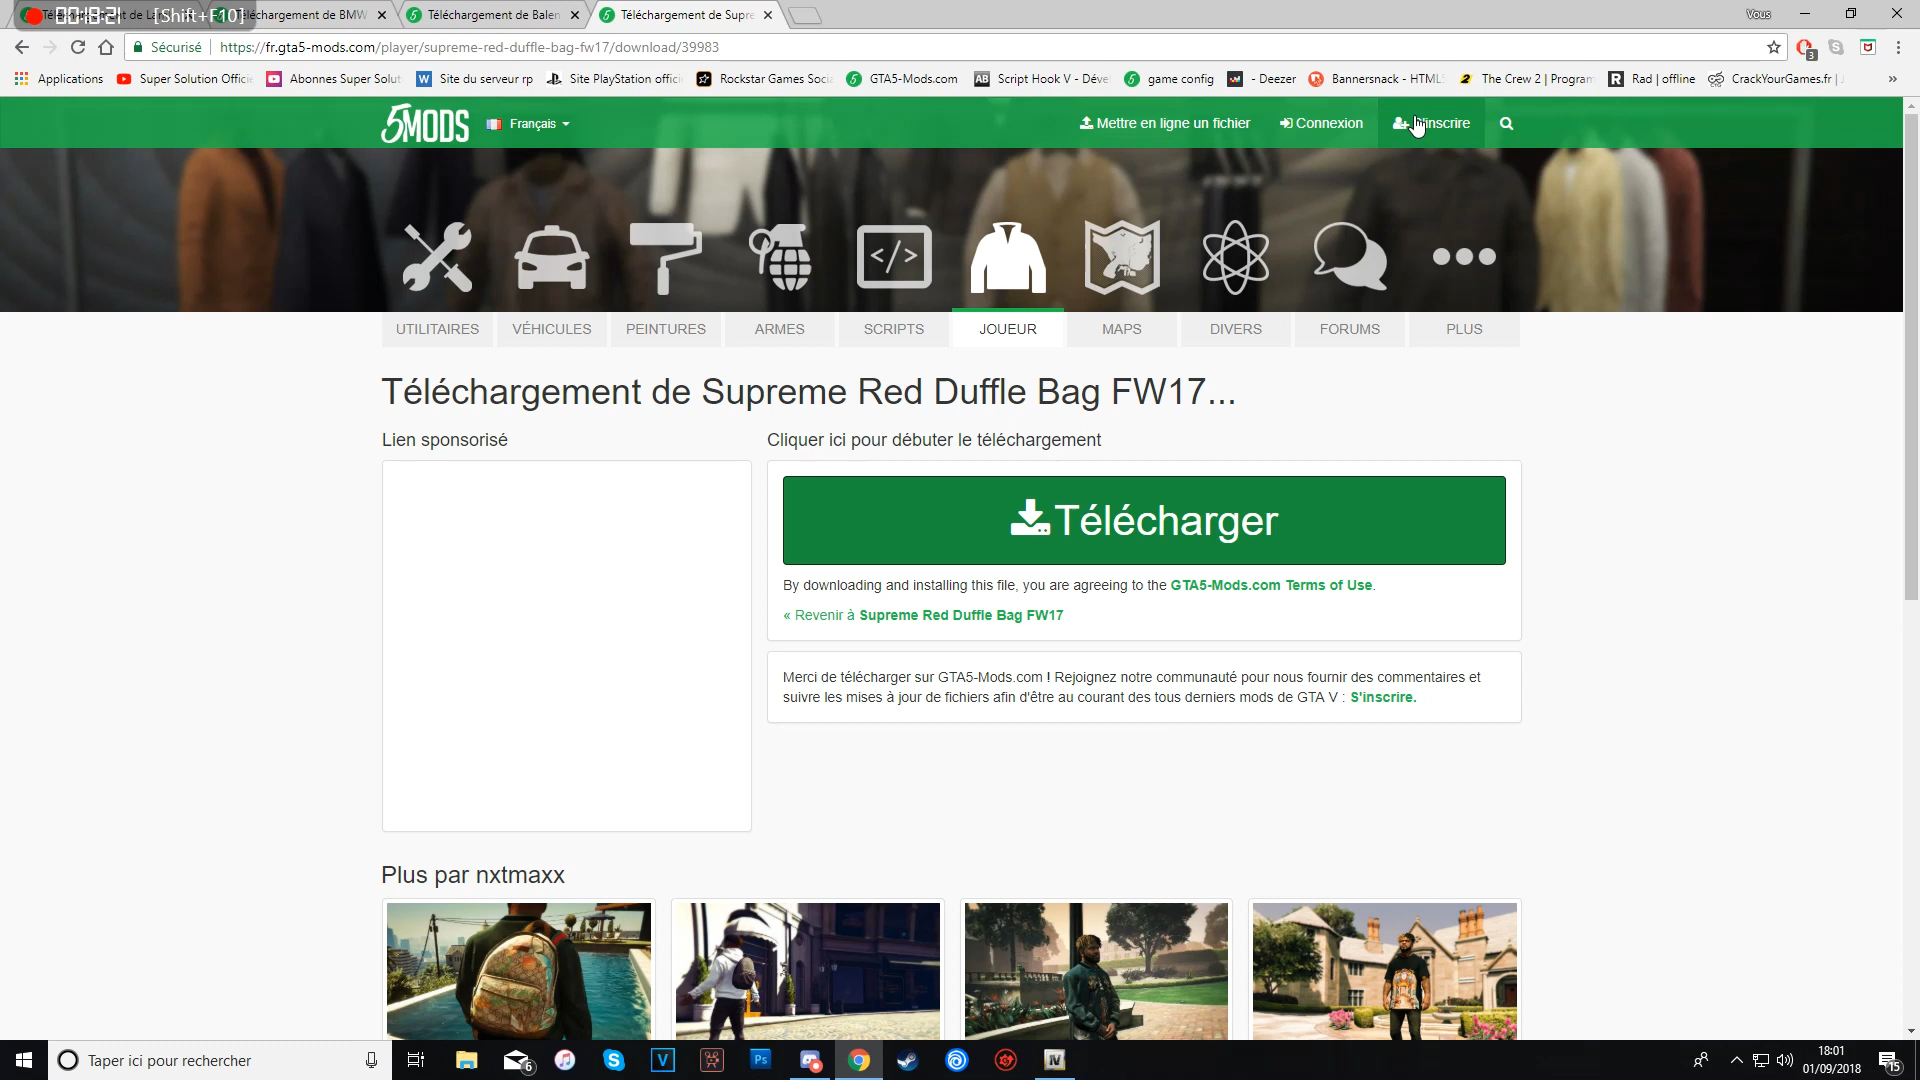 00:18:21 [Shift+F10]
Téléchargement de BMW
Téléchargement de Balen
Téléchargement de Supre
Vous
Sécurisé
https://fr.gta5-mods.com/player/supreme-red-duffle-bag-fw17/download/39983
3
Applications
Super Solution Offici
Abonnes Super Solut
Site du serveur rp
Site PlayStation offici
Rockstar Games Socia
GTA5-Mods.com
Script Hook V - Déve
game config
- Deezer
Bannersnack - HTML
The Crew 2 | Program
Rad | offline
CrackYourGames.fr |
»
5MODS
Français
Mettre en ligne un fichier
Connexion
inscrire
UTILITAIRES
VÉHICULES
PEINTURES
ARMES
SCRIPTS
JOUEUR
MAPS
DIVERS
FORUMS
PLUS
Téléchargement de Supreme Red Duffle Bag FW17...
Lien sponsorisé
Cliquer ici pour débuter le téléchargement
Télécharger
By downloading and installing this file, you are agreeing to the GTA5-Mods.com Terms of Use.
« Revenir à Supreme Red Duffle Bag FW17
Merci de télécharger sur GTA5-Mods.com ! Rejoignez notre communauté pour nous fournir des commentaires et
suivre les mises à jour de fichiers afin d'être au courant des tous derniers mods de GTA V : S'inscrire.
Plus par nxtmaxx
Taper ici pour rechercher
6
V
Ps
IV
18:01
01/09/2018
15